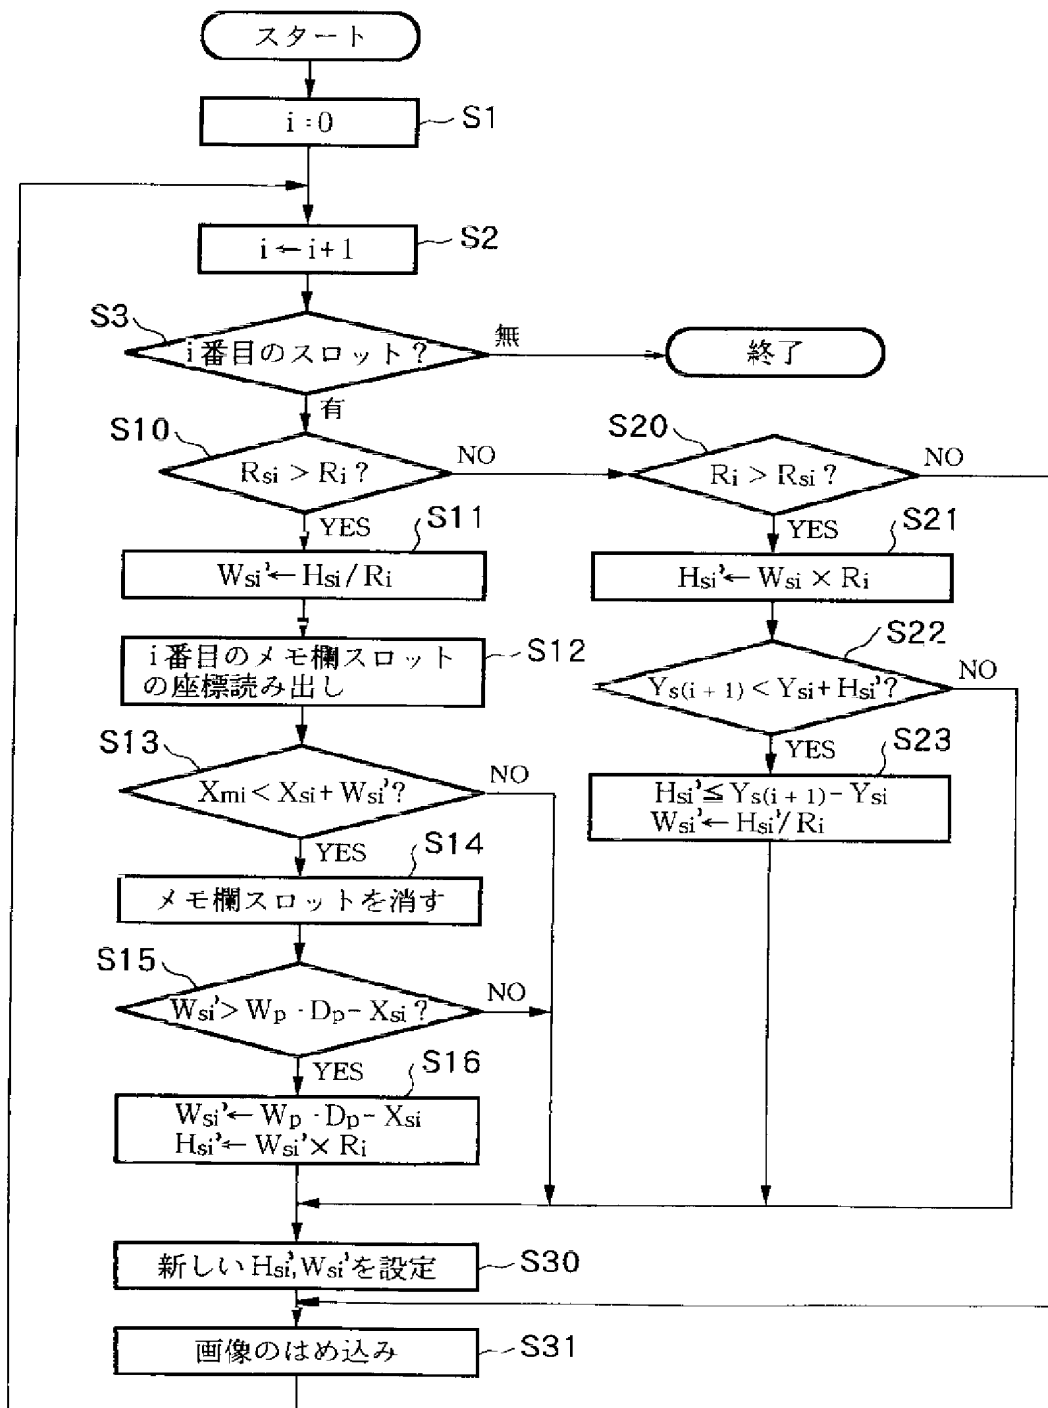 スタート
i=0
S1
i←i+1
S2
S3
i番目のスロット?
無
終了
有
S10
Rsi>Ri?
NO
S20
Ri>Rsi?
NO
YES
S11
Wsi'←Hsi/Ri
YES
S21
Hsi'←Wsi×Ri
i番目のメモ欄スロット
の座標読み出し
S12
S22
Ys(i+1)<Ysi+Hsi'?
NO
S13
Xmi<Xsi+Wsi'?
NO
YES
S23
Hsi'≦Ys(i+1)-Ysi
Wsi'←Hsi'/Ri
YES
S14
メモ欄スロットを消す
S15
Wsi'>Wp・Dp-Xsi?
NO
YES
S16
Wsi'←Wp・Dp-Xsi
Hsi'←Wsi'×Ri
新しいHsi',Wsi'を設定
S30
画像のはめ込み
S31